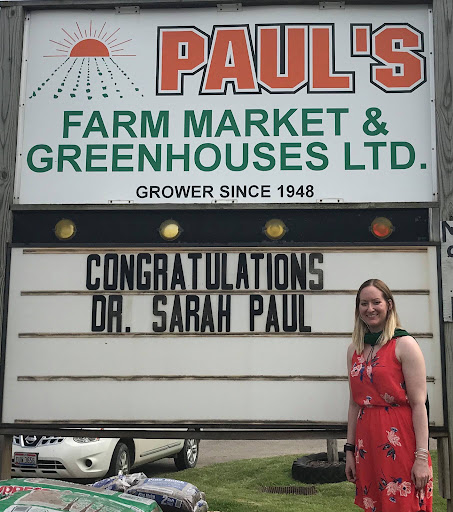 PAUL'S
FARM MARKET &
GREENHOUSES LTD.
GROWER SINCE 1948
CONGRATULATIONS
DR. SARAH PAUL